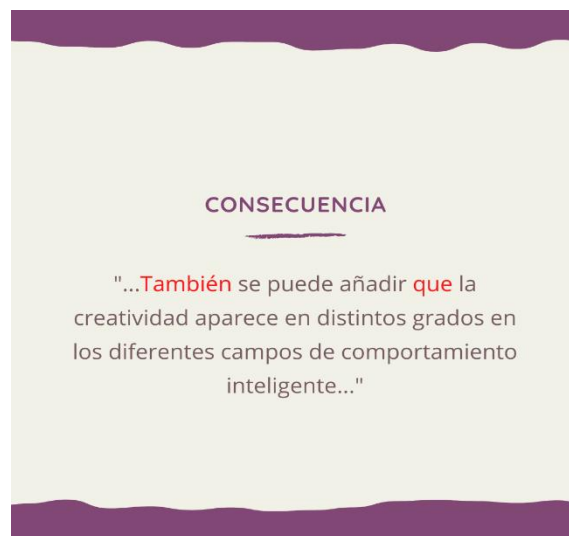 CONSECUENCIA
"...También se puede añadir que la
creatividad aparece en distintos grados en
los diferentes campos de comportamiento
inteligente..."